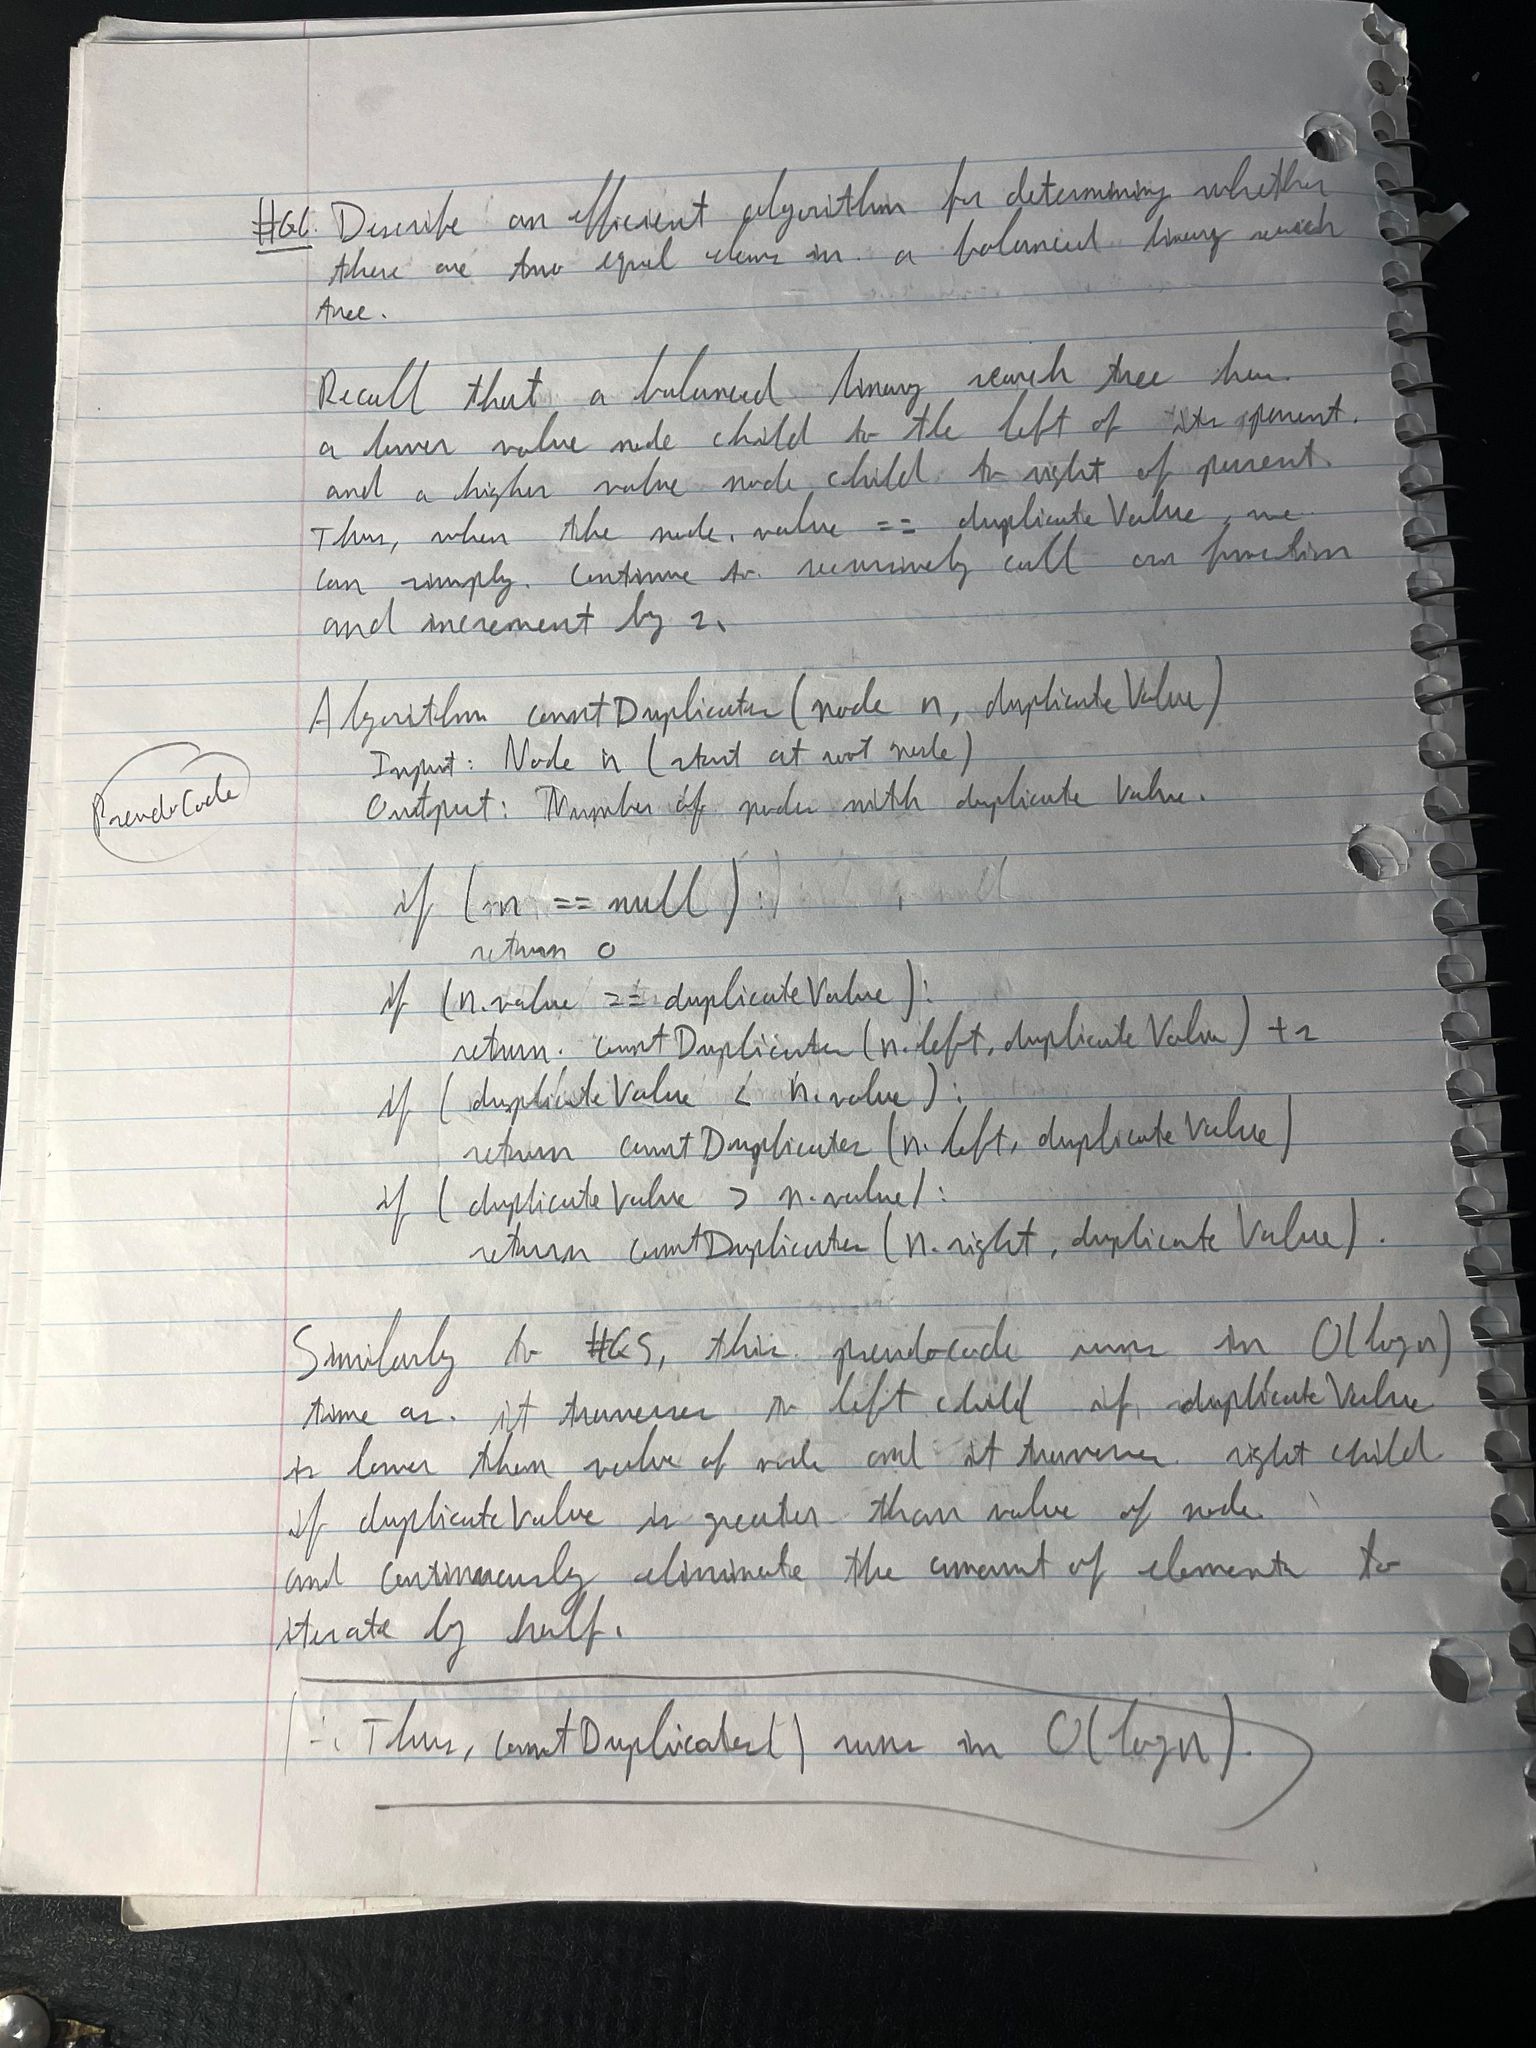 #G6. Describe an efficient algorithm for determining whether
there are two equal elems in a balanced binary search
tree.
Recall that a balanced binary search tree has
a lower value node child to the left of its parent.
and a higher value node child to right of parent.
Thus, when the node.value == duplicateValue, we
can simply continue to recursively call our function
and increment by 1.
Algorithm countDuplicates(node n, duplicateValue)
Input: Node n (start at root node)
PseudoCode
Output: Number of nodes with duplicate value.
if (n == null):
return 0
if (n.value == duplicateValue):
return countDuplicates(n.left, duplicateValue) +1
if (duplicateValue < n.value):
return countDuplicates(n.left, duplicateValue)
if (duplicateValue > n.value):
return countDuplicates(n.right, duplicateValue).
Similarly to #G5, this pseudocode runs in O(logn)
time as it traverses to left child if duplicateValue
is lower than value of node and it traverses right child
if duplicateValue is greater than value of node
and continuously eliminate the amount of elements to
iterate by half.
∴ Thus, countDuplicates() runs in O(logn).